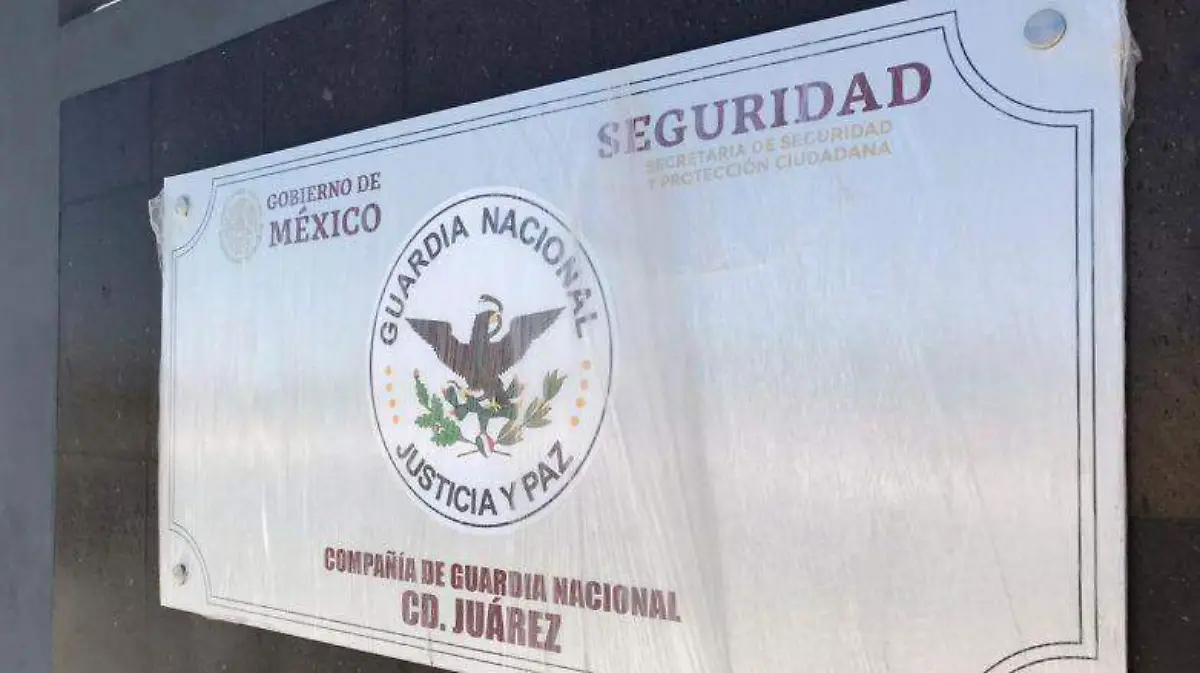 GOBIERNO DE
MÉXICO
SEGURIDAD
SECRETARÍA DE SEGURIDAD
Y PROTECCIÓN CIUDADANA
GUARDIA NACIONAL
JUSTICIA Y PAZ
COMPAÑÍA DE GUARDIA NACIONAL
CD. JUÁREZ